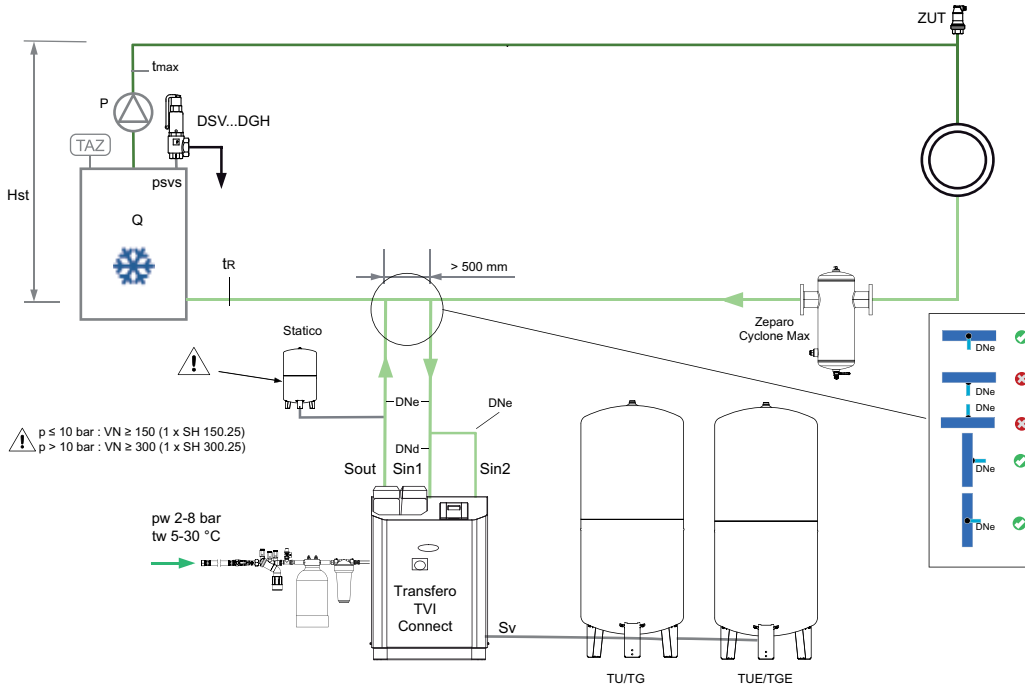 ZUT
tmax
P
DSV...DGH
TAZ
psvs
Hst
Q
tR
> 500 mm
Zeparo
Cyclone Max
Statico
DNe
DNe
DNe
DNe
DNe
DNe
DNe
DNd
p ≤ 10 bar : VN ≥ 150 (1 x SH 150.25)
p > 10 bar : VN ≥ 300 (1 x SH 300.25)
Sout
Sin1
Sin2
pw 2-8 bar
tw 5-30 °C
Transfero
TVI
Connect
Sv
TU/TG
TUE/TGE